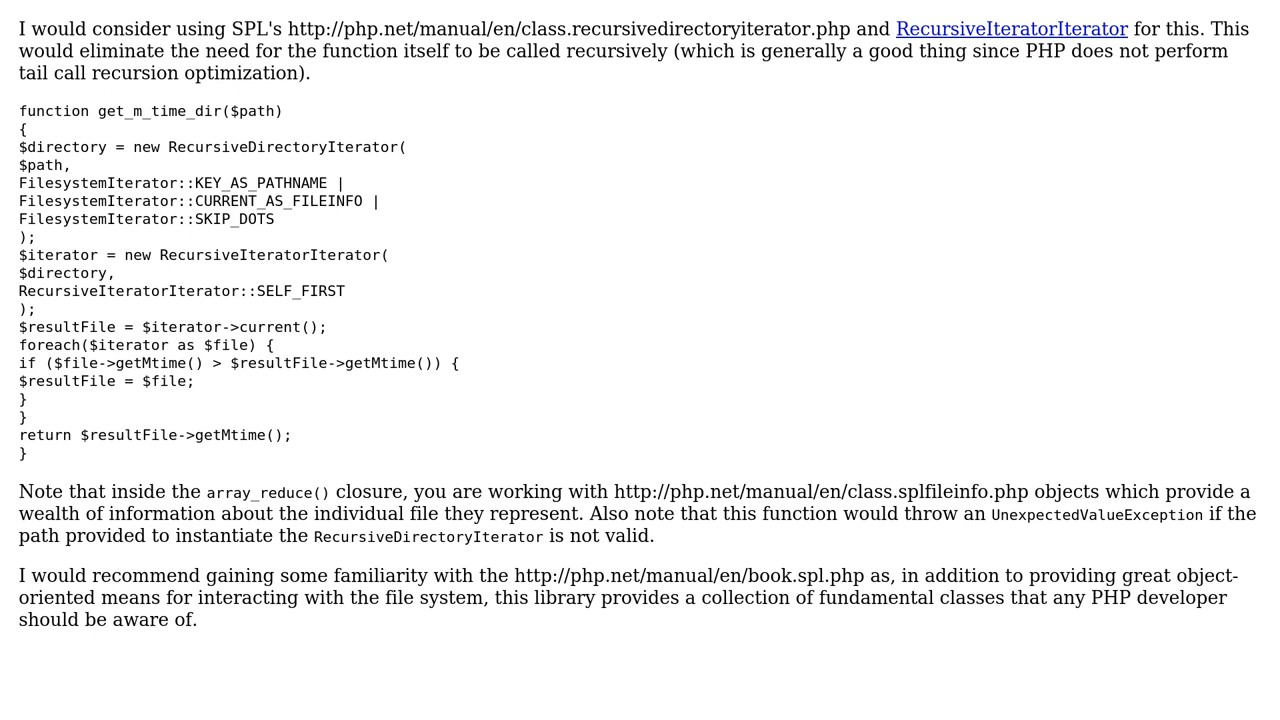 I would consider using SPL's http://php.net/manual/en/class.recursivedirectoryiterator.php and RecursiveIteratorIterator for this. This
would eliminate the need for the function itself to be called recursively (which is generally a good thing since PHP does not perform
tail call recursion optimization).
function get_m_time_dir($path)
{
$directory = new RecursiveDirectoryIterator(
$path,
FilesystemIterator::KEY_AS_PATHNAME |
FilesystemIterator::CURRENT_AS_FILEINFO |
FilesystemIterator::SKIP_DOTS
);
$iterator = new RecursiveIteratorIterator(
$directory,
RecursiveIteratorIterator::SELF_FIRST
);
$resultFile = $iterator->current();
foreach($iterator as $file) {
if ($file->getMtime() > $resultFile->getMtime()) {
$resultFile = $file;
}
}
return $resultFile->getMtime();
}
Note that inside the array_reduce() closure, you are working with http://php.net/manual/en/class.splfileinfo.php objects which provide a
wealth of information about the individual file they represent. Also note that this function would throw an UnexpectedValueException if the
path provided to instantiate the RecursiveDirectoryIterator is not valid.
I would recommend gaining some familiarity with the http://php.net/manual/en/book.spl.php as, in addition to providing great object-
oriented means for interacting with the file system, this library provides a collection of fundamental classes that any PHP developer
should be aware of.